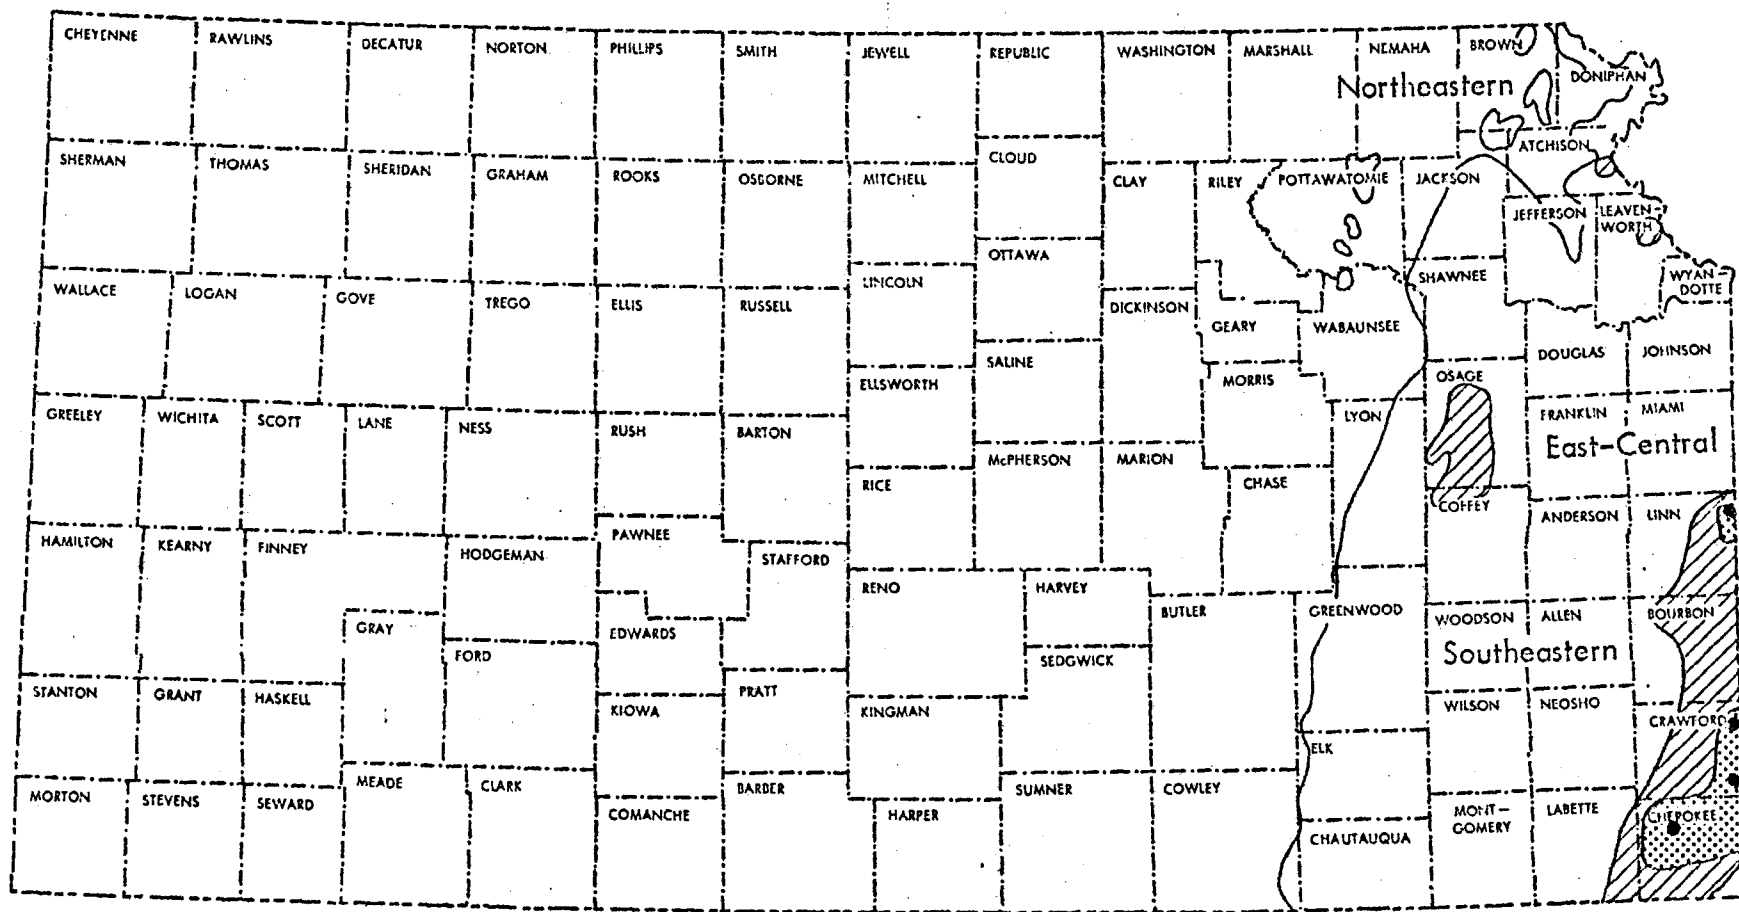 CHEYENNE
RAWLINS
DECATUR
NORTON
PHILLIPS
SMITH
JEWELL
REPUBLIC
WASHINGTON
MARSHALL
NEMAHA
BROWN
DONIPHAN
Northeastern
SHERMAN
THOMAS
SHERIDAN
GRAHAM
ROOKS
OSBORNE
MITCHELL
CLOUD
CLAY
RILEY
POTTAWATOMIE
JACKSON
ATCHISON
JEFFERSON
LEAVEN-
WORTH
OTTAWA
WALLACE
LOGAN
GOVE
TREGO
ELLIS
RUSSELL
LINCOLN
DICKINSON
GEARY
WABAUNSEE
SHAWNEE
WYAN-
DOTTE
SALINE
ELLSWORTH
MORRIS
OSAGE
DOUGLAS
JOHNSON
GREELEY
WICHITA
SCOTT
LANE
NESS
RUSH
BARTON
LYON
FRANKLIN
MIAMI
East-Central
RICE
McPHERSON
MARION
CHASE
COFFEY
ANDERSON
LINN
HAMILTON
KEARNY
FINNEY
HODGEMAN
PAWNEE
STAFFORD
RENO
HARVEY
BUTLER
GREENWOOD
WOODSON
ALLEN
BOURBON
Southeastern
GRAY
FORD
EDWARDS
SEDGWICK
STANTON
GRANT
HASKELL
KIOWA
PRATT
KINGMAN
ELK
WILSON
NEOSHO
CRAWFORD
MORTON
STEVENS
SEWARD
MEADE
CLARK
COMANCHE
BARBER
HARPER
SUMNER
COWLEY
CHAUTAUQUA
MONT-
GOMERY
LABETTE
CHEROKEE